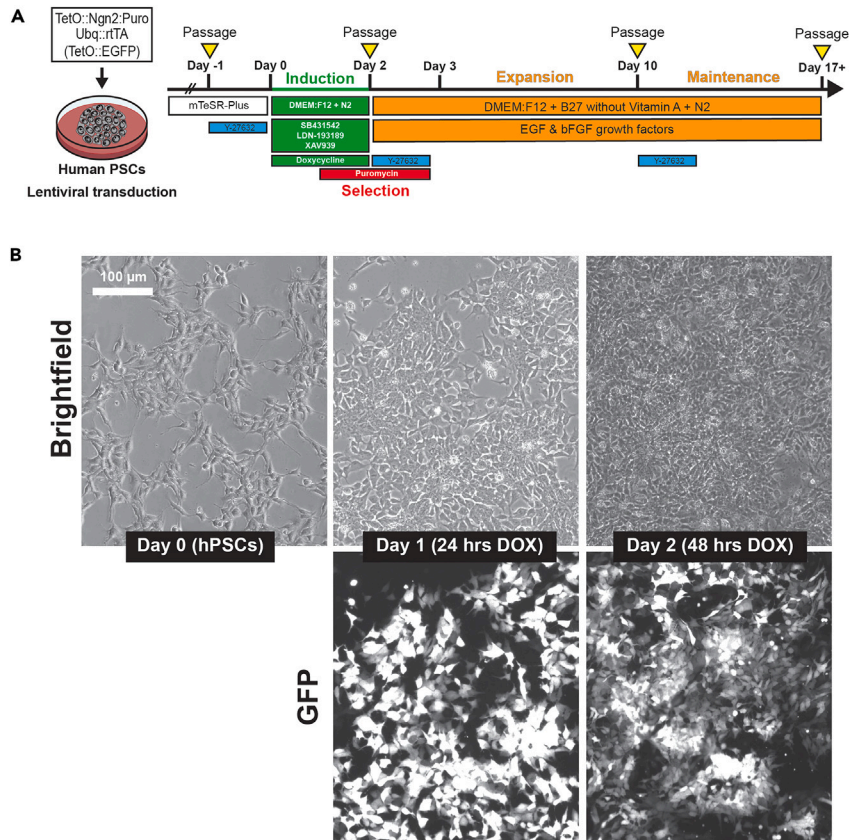 A
TetO::Ngn2:Puro
Ubq::rtTA
(TetO::EGFP)
Human PSCs
Lentiviral transduction
Passage
Passage
Passage
Passage
Day -1
Day 0
Day 2
Day 3
Day 10
Day 17+
Induction
Expansion
Maintenance
mTeSR-Plus
DMEM:F12 + N2
DMEM:F12 + B27 without Vitamin A + N2
Y-27632
SB431542
LDN-193189
XAV939
EGF & bFGF growth factors
Doxycycline
Y-27632
Y-27632
Puromycin
Selection
B
100 µm
Brightfield
Day 0 (hPSCs)
Day 1 (24 hrs DOX)
Day 2 (48 hrs DOX)
GFP